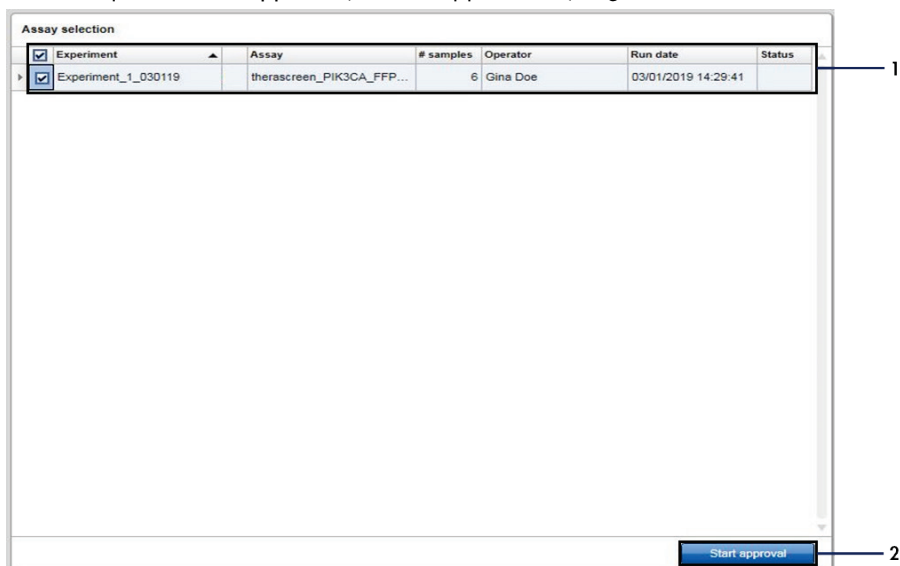 Assay selection
Experiment Assay # samples Operator Run date Status
Experiment_1_030119 therascreen_PIK3CA_FFP... 6 Gina Doe 03/01/2019 14:29:41
1
Start approval
2